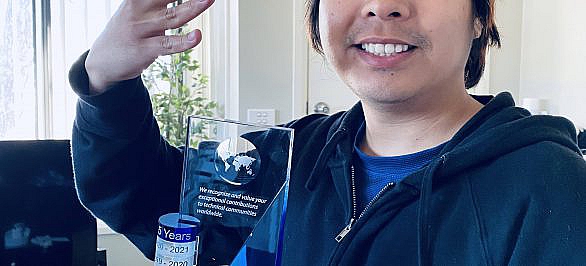 We recognize and value your
exceptional contributions
to technical communities
worldwide.
5 Years
- 2021
- 2020